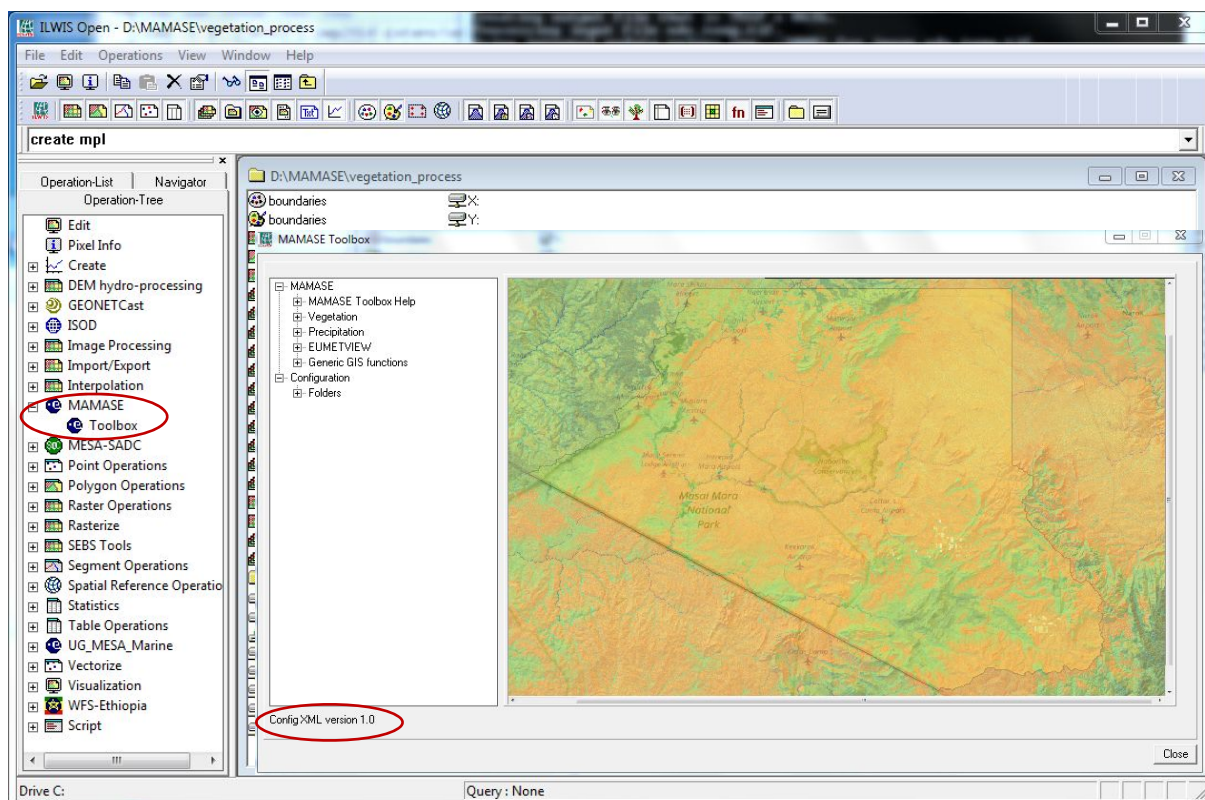 ILWIS Open - D:\MAMASE\vegetation_process
File Edit Operations View Window Help
create mpl
Operation-List Navigator
Operation-Tree
Edit
Pixel Info
Create
DEM hydro-processing
GEONETCast
ISOD
Image Processing
Import/Export
Interpolation
MAMASE
Toolbox
MESA-SADC
Point Operations
Polygon Operations
Raster Operations
Rasterize
SEBS Tools
Segment Operations
Spatial Reference Operatio
Statistics
Table Operations
UG_MESA_Marine
Vectorize
Visualization
WFS-Ethiopia
Script
D:\MAMASE\vegetation_process
boundaries X:
boundaries Y:
MAMASE Toolbox
MAMASE
MAMASE Toolbox Help
Vegetation
Precipitation
EUMETVIEW
Generic GIS functions
Configuration
Folders
Masai Mara
National
Park
Config XML version 1.0
Close
Drive C: Query : None